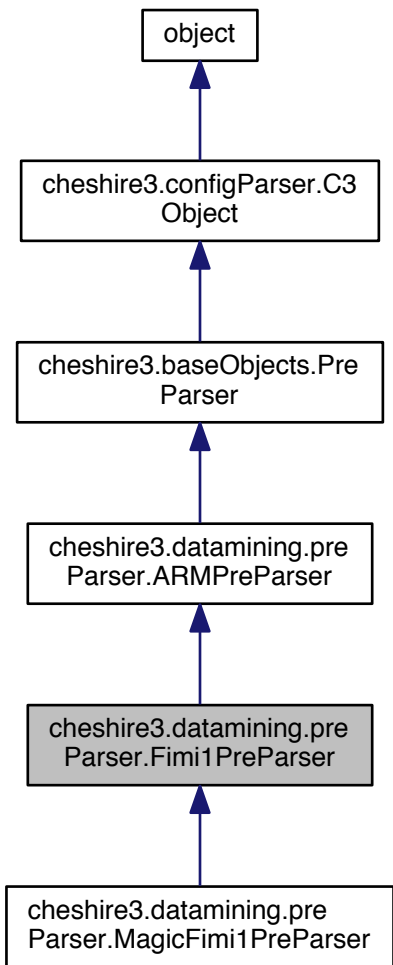 object
cheshire3.configParser.C3
Object
cheshire3.baseObjects.Pre
Parser
cheshire3.datamining.pre
Parser.ARMPreParser
cheshire3.datamining.pre
Parser.Fimi1PreParser
cheshire3.datamining.pre
Parser.MagicFimi1PreParser